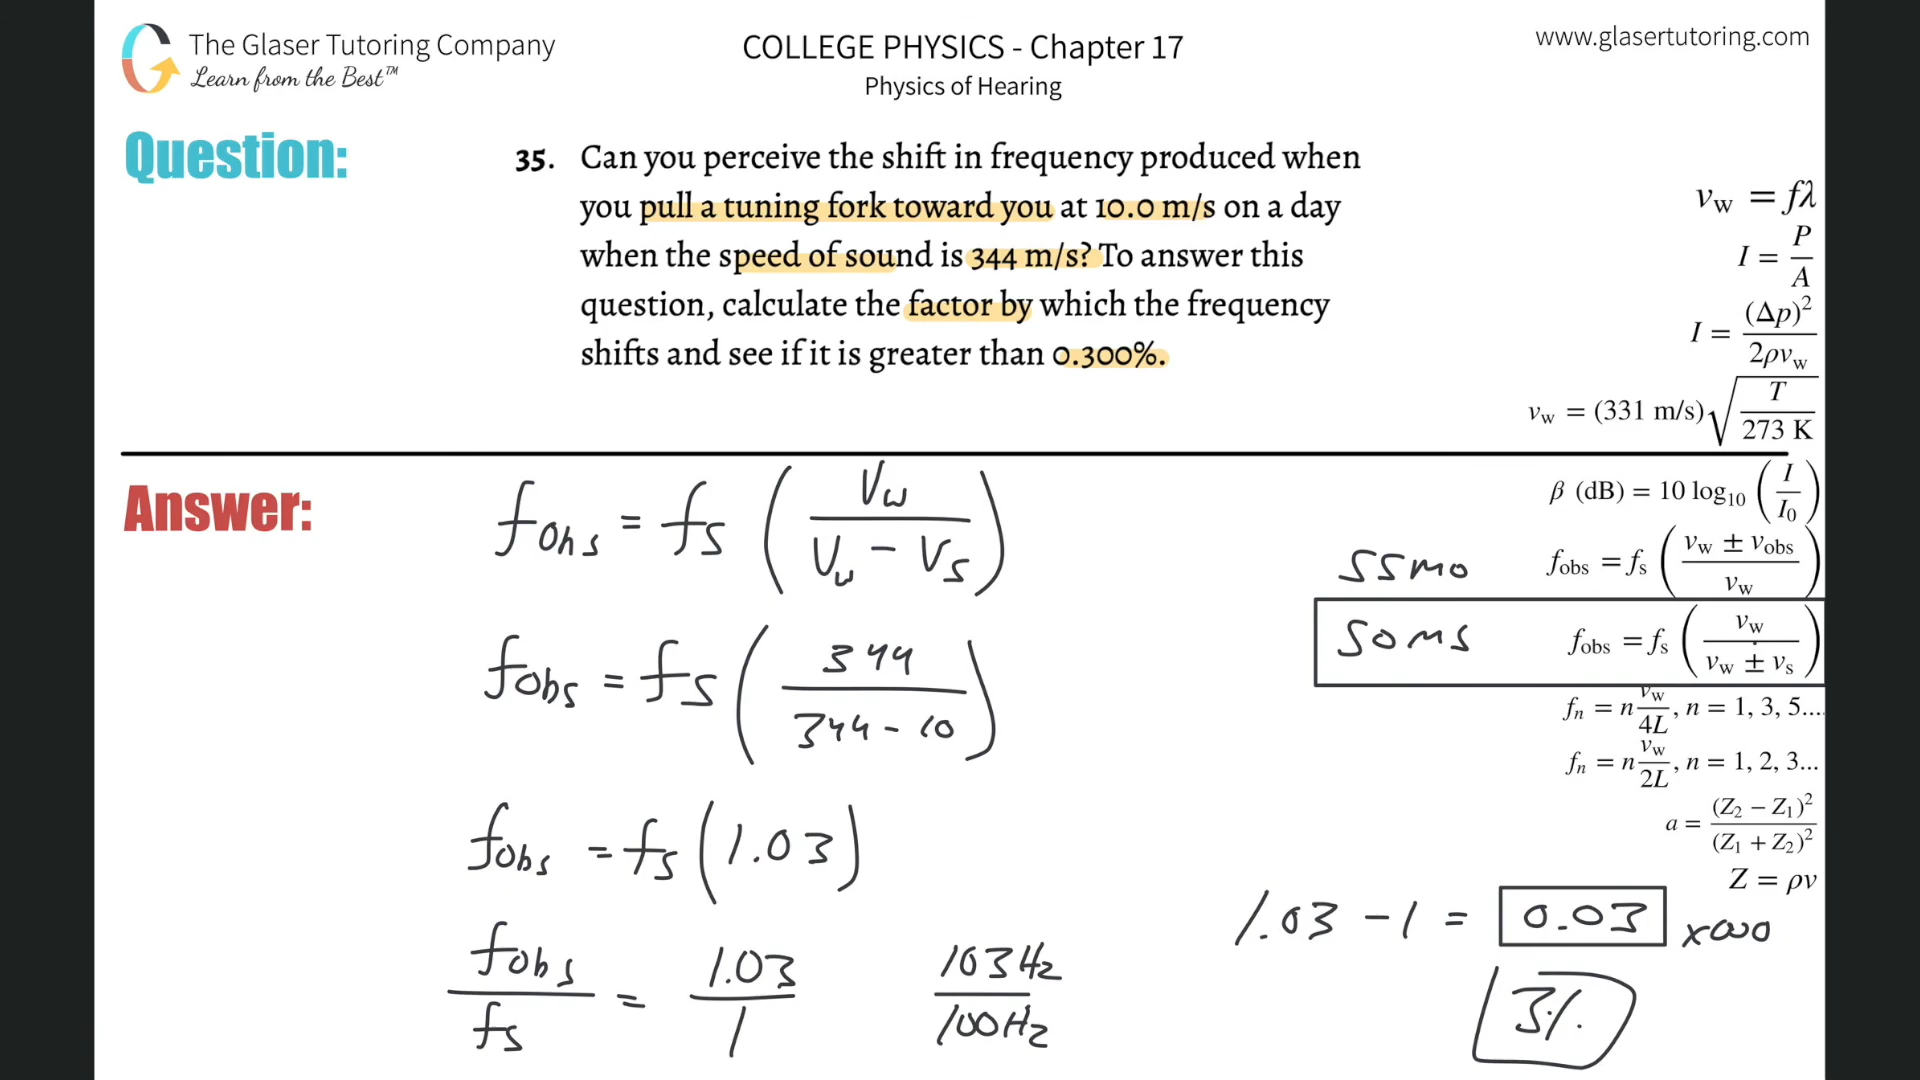 The Glaser Tutoring Company
Learn from the Best™
COLLEGE PHYSICS - Chapter 17
Physics of Hearing
www.glasertutoring.com
Question:
35. Can you perceive the shift in frequency produced when
you pull a tuning fork toward you at 10.0 m/s on a day
when the speed of sound is 344 m/s? To answer this
question, calculate the factor by which the frequency
shifts and see if it is greater than 0.300%.
v_w = fλ
I = P/A
I = (Δp)²/2ρv_w
v_w = (331 m/s)√(T/273 K)
Answer:
f_obs = f_s (V_w/(V_w - V_s))
f_obs = f_s (344/(344 - 10))
f_obs = f_s (1.03)
f_obs/f_s = 1.03/1
103 Hz/100 Hz
β (dB) = 10 log₁₀ (I/I₀)
SSMO f_obs = f_s ((v_w ± v_obs)/v_w)
SOMS f_obs = f_s (v_w/(v_w ± v_s))
f_n = n v_w/4L, n = 1, 3, 5...
f_n = n v_w/2L, n = 1, 2, 3...
a = (Z₂ − Z₁)²/(Z₁ + Z₂)²
Z = ρv
1.03 - 1 = 0.03 x100
3%